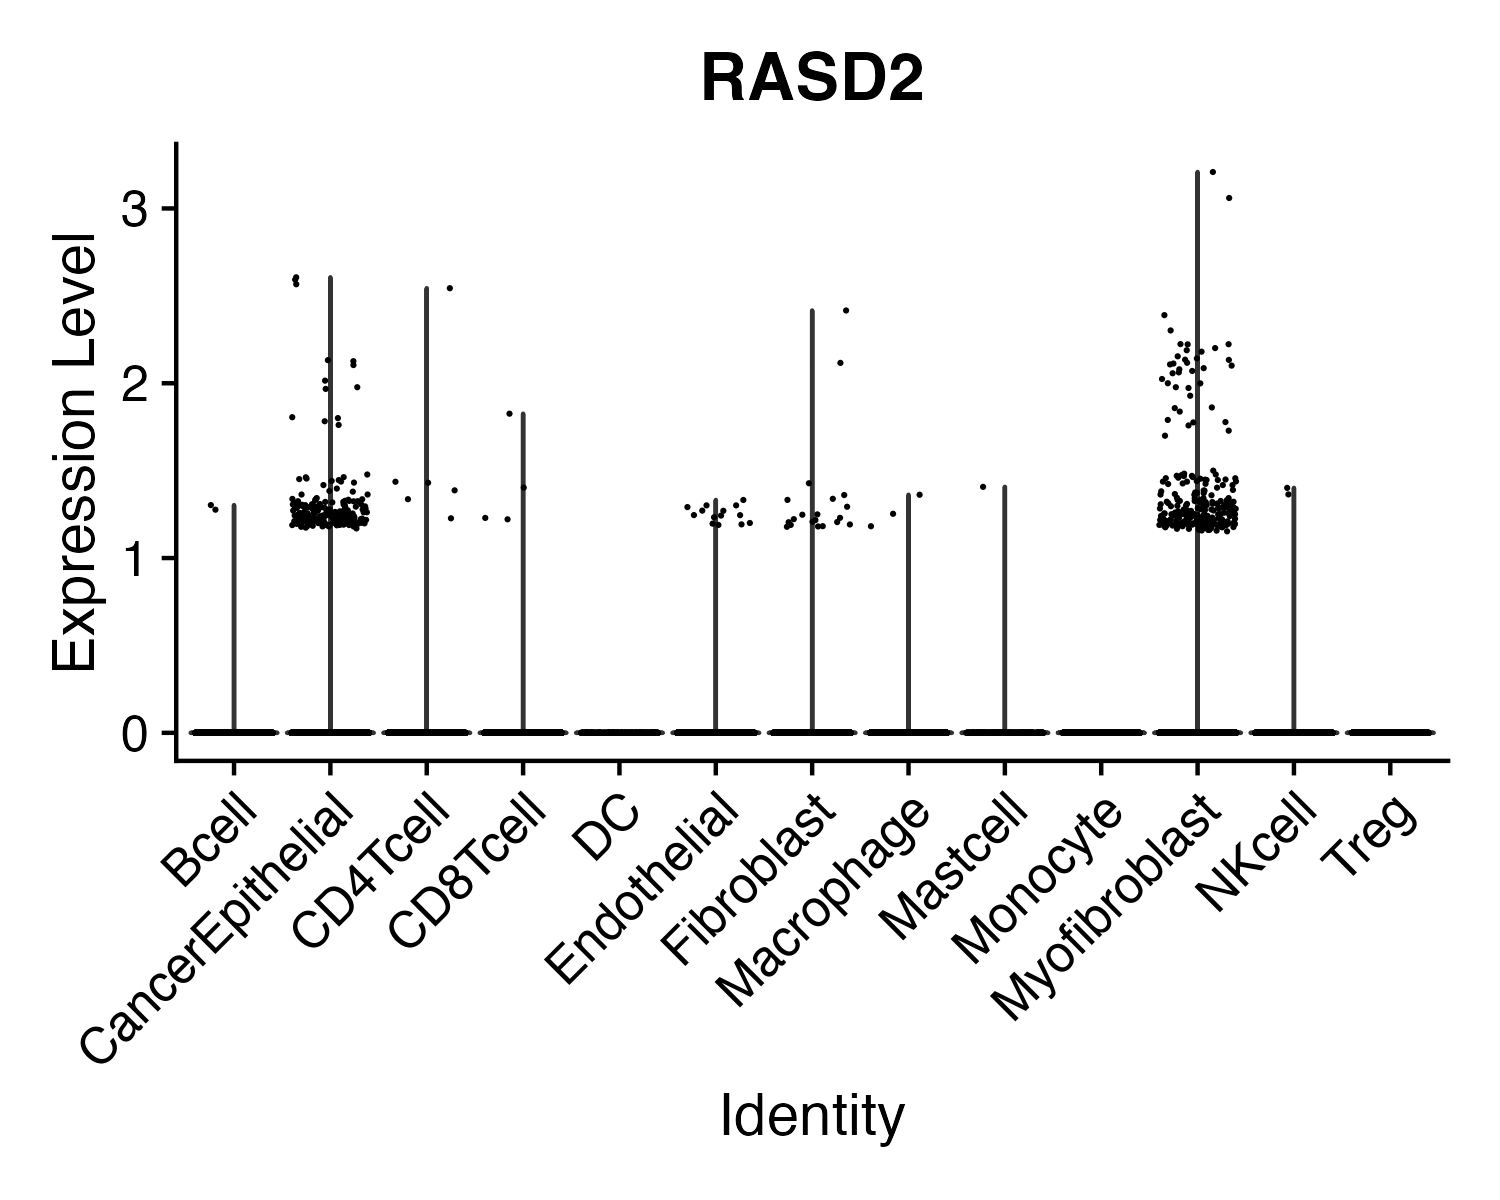 RASD2
Expression Level
3
2
1
0
Bcell
CancerEpithelial
CD4Tcell
CD8Tcell
DC
Endothelial
Fibroblast
Macrophage
Mastcell
Monocyte
Myofibroblast
NKcell
Treg
Identity